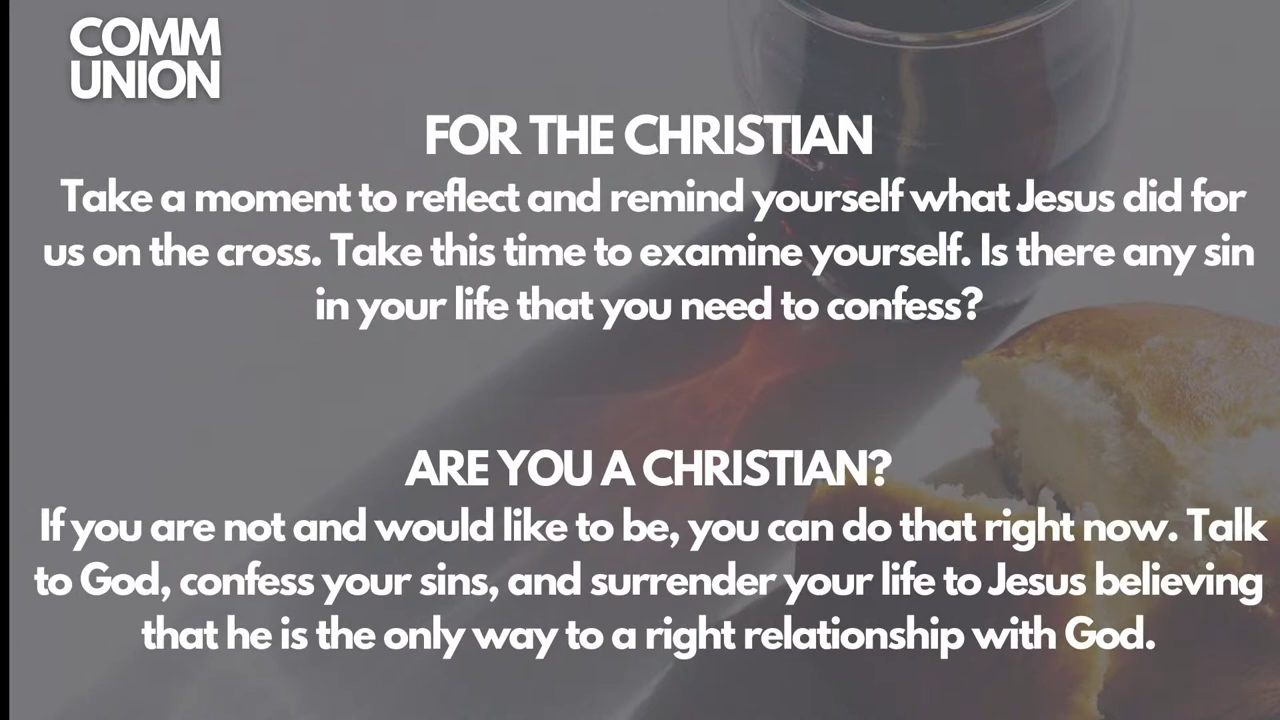 COMM
UNION
FOR THE CHRISTIAN
Take a moment to reflect and remind yourself what Jesus did for
us on the cross. Take this time to examine yourself. Is there any sin
in your life that you need to confess?
ARE YOU A CHRISTIAN?
If you are not and would like to be, you can do that right now. Talk
to God, confess your sins, and surrender your life to Jesus believing
that he is the only way to a right relationship with God.